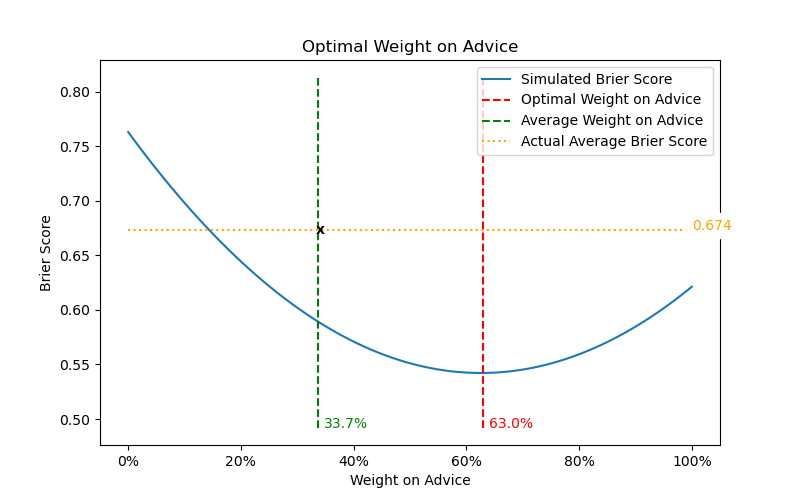 Optimal Weight on Advice
Simulated Brier Score
Optimal Weight on Advice
Average Weight on Advice
Actual Average Brier Score
0.80
0.75
0.70
0.65
0.60
0.55
0.50
Brier Score
x
0.674
33.7%
63.0%
0%
20%
40%
60%
80%
100%
Weight on Advice